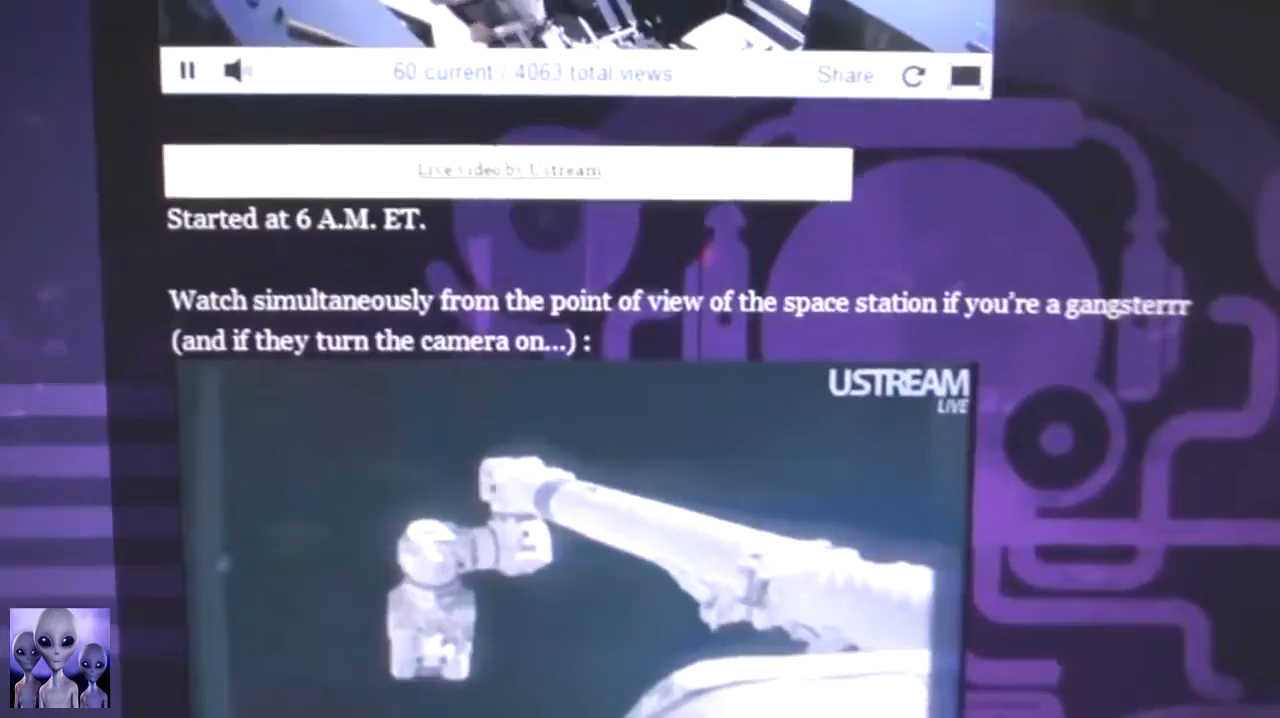 60 current / 4063 total views
Share
Live video by Ustream
Started at 6 A.M. ET.
Watch simultaneously from the point of view of the space station if you're a gangsterrr
(and if they turn the camera on...) :
USTREAM
LIVE